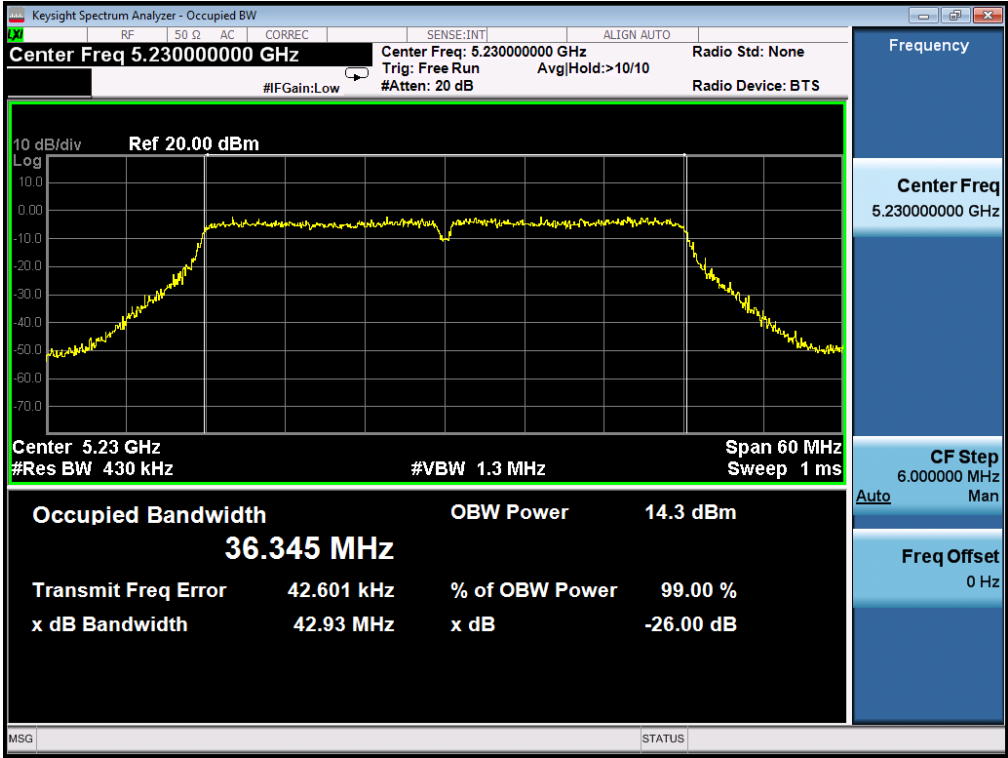 Keysight Spectrum Analyzer - Occupied BW
LXI RF 50 Ω AC CORREC SENSE:INT ALIGN AUTO
Center Freq 5.230000000 GHz
Center Freq: 5.230000000 GHz Radio Std: None
Trig: Free Run Avg|Hold:>10/10
#IFGain:Low #Atten: 20 dB Radio Device: BTS
10 dB/div Ref 20.00 dBm
Log
10.0
0.00
-10.0
-20.0
-30.0
-40.0
-50.0
-60.0
-70.0
Center 5.23 GHz Span 60 MHz
#Res BW 430 kHz #VBW 1.3 MHz Sweep 1 ms
Occupied Bandwidth OBW Power 14.3 dBm
36.345 MHz
Transmit Freq Error 42.601 kHz % of OBW Power 99.00 %
x dB Bandwidth 42.93 MHz x dB -26.00 dB
Frequency
Center Freq
5.230000000 GHz
CF Step
6.000000 MHz
Auto Man
Freq Offset
0 Hz
MSG STATUS